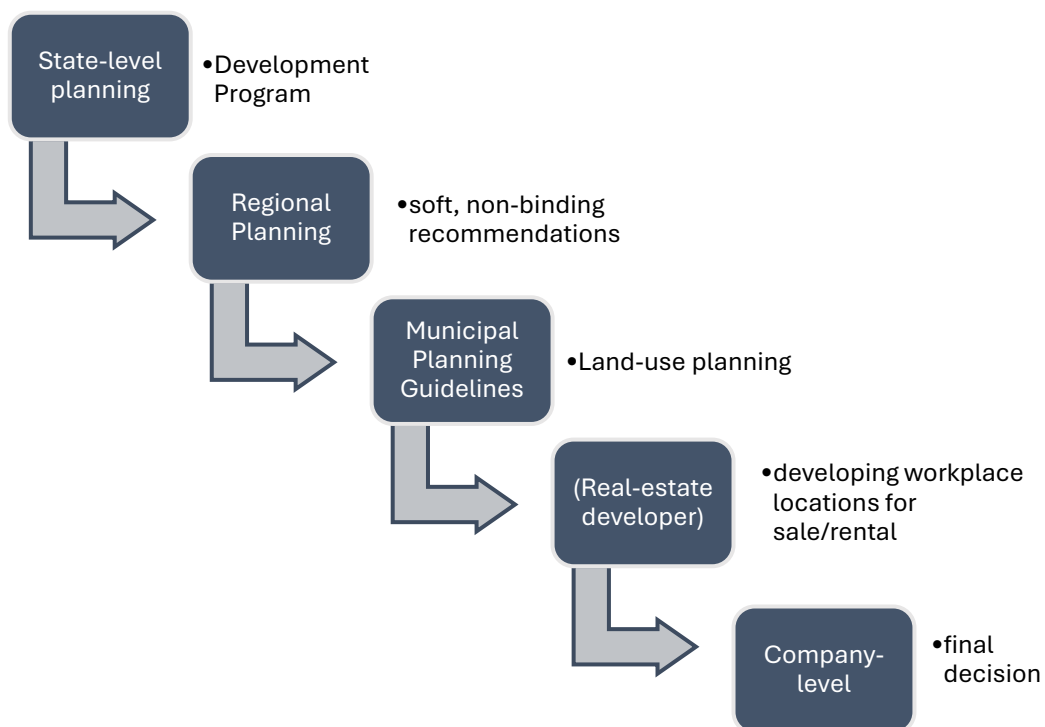 State-level
planning
•Development
Program
Regional
Planning
•soft, non-binding
recommendations
Municipal
Planning
Guidelines
•Land-use planning
(Real-estate
developer)
•developing workplace
locations for
sale/rental
Company-
level
•final
decision